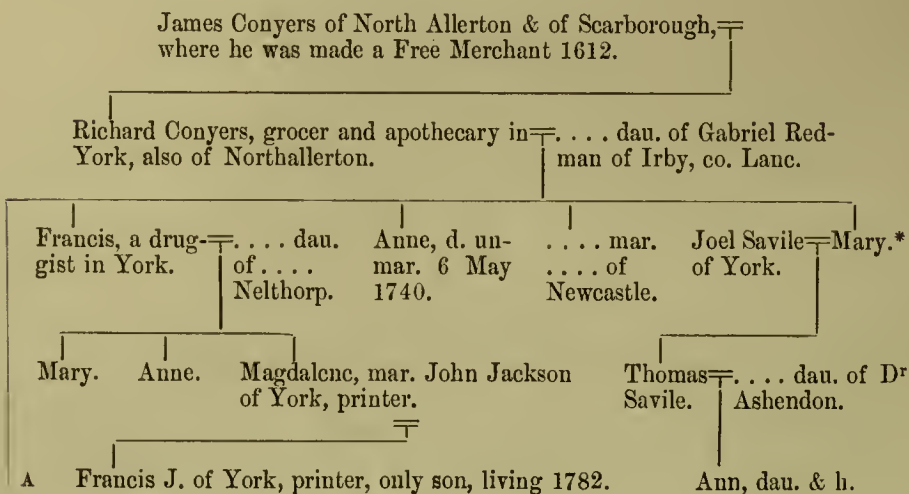 James Conyers of North Allerton & of Scarborough,
where he was made a Free Merchant 1612.
Richard Conyers, grocer and apothecary in
York, also of Northallerton.
. . . . dau. of Gabriel Red-
man of Irby, co. Lanc.
Francis, a drug-
gist in York.
. . . . dau.
of . . . .
Nelthorp.
Anne, d. un-
mar. 6 May
1740.
. . . . mar.
. . . . of
Newcastle.
Joel Savile
of York.
Mary.*
Mary.
Anne.
Magdalene, mar. John Jackson
of York, printer.
Thomas
Savile.
. . . . dau. of Dr
Ashendon.
A
Francis J. of York, printer, only son, living 1782.
Ann, dau. & h.